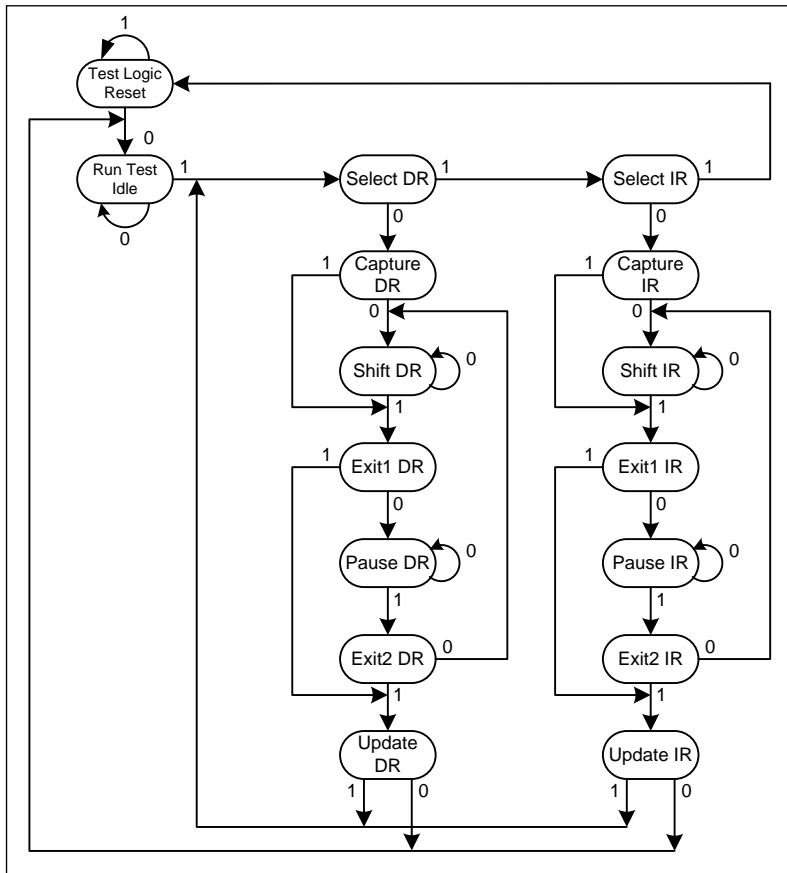 1
Test Logic
Reset
0
Run Test
Idle
1
0
Select DR
1
0
Select IR
1
0
Capture
DR
1
0
Capture
IR
1
0
Shift DR
0
1
Shift IR
0
1
Exit1 DR
1
0
Exit1 IR
1
0
Pause DR
0
1
Pause IR
0
1
Exit2 DR
0
1
Exit2 IR
0
1
Update
DR
1
0
Update IR
1
0